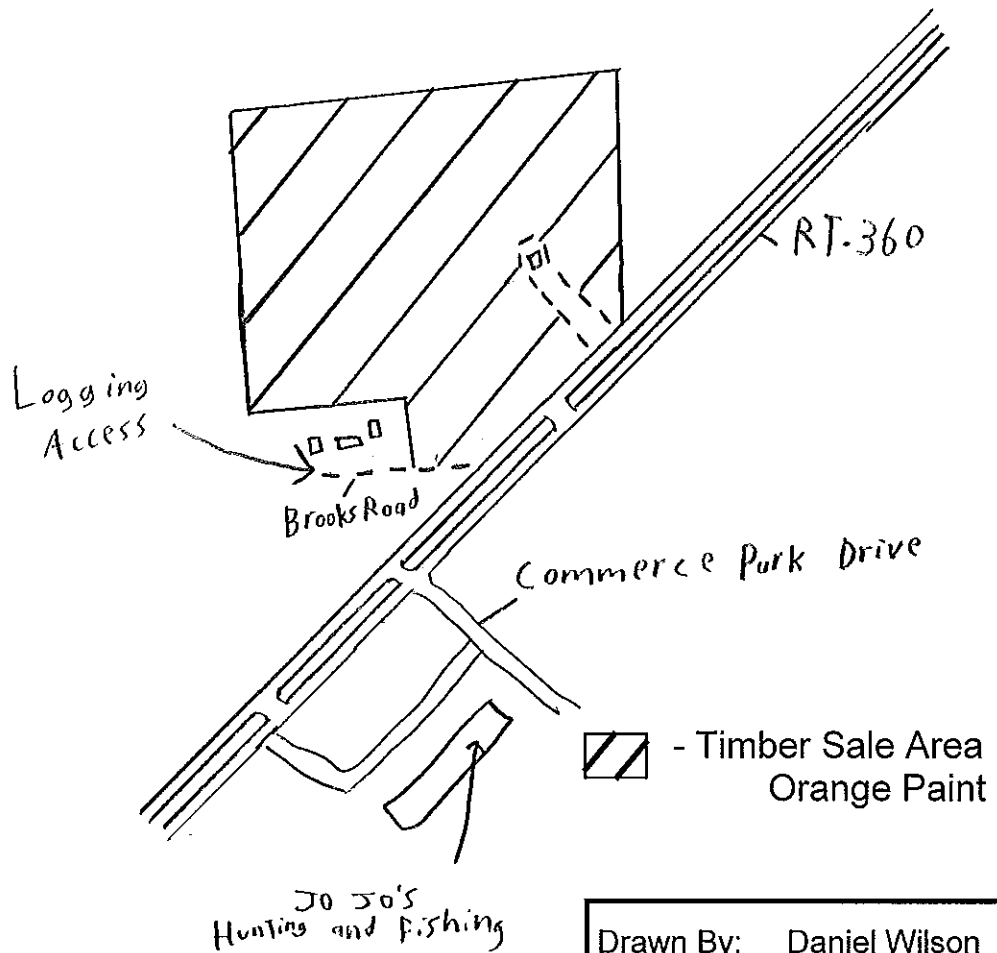 RT.360
Logging
Access
Brooks Road
Commerce Park Drive
- Timber Sale Area
Orange Paint
JO JO'S
Hunting and Fishing
Drawn By: Daniel Wilson